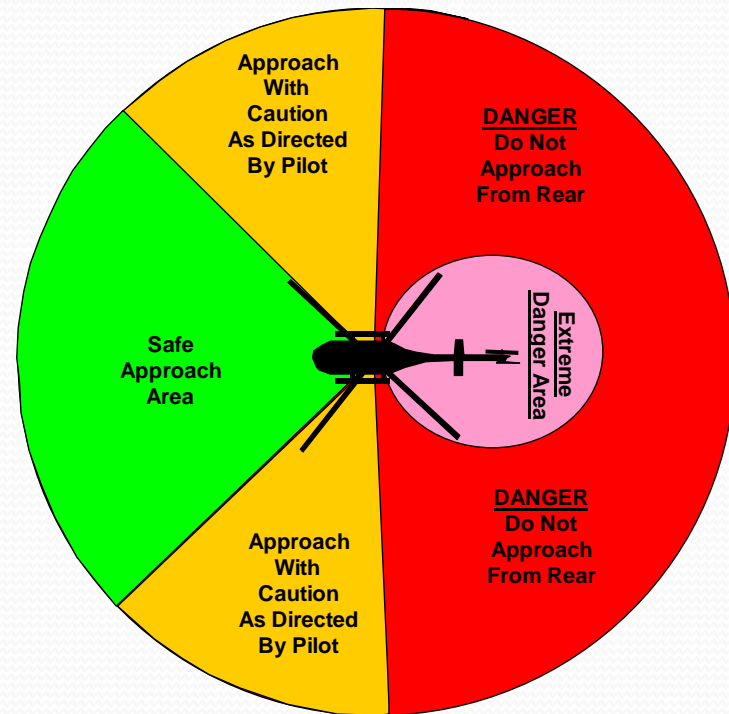 Approach
With
Caution
As Directed
By Pilot
DANGER
Do Not
Approach
From Rear
Safe
Approach
Area
Extreme
Danger Area
DANGER
Do Not
Approach
From Rear
Approach
With
Caution
As Directed
By Pilot